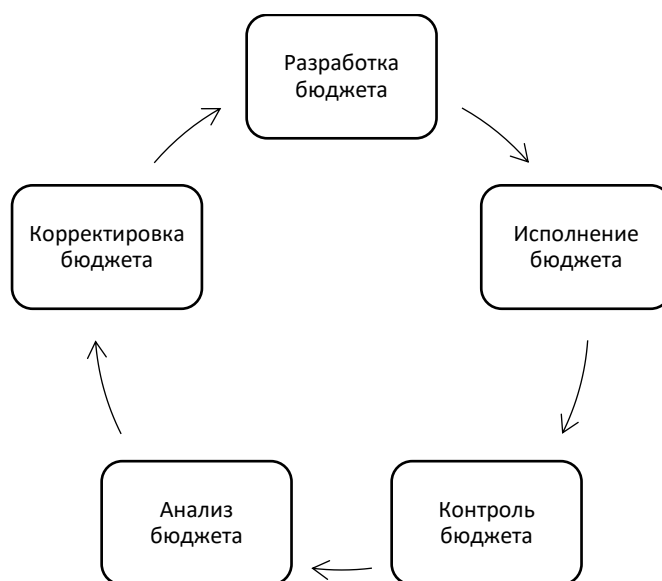 Разработка
бюджета
Корректировка
бюджета
Исполнение
бюджета
Анализ
бюджета
Контроль
бюджета